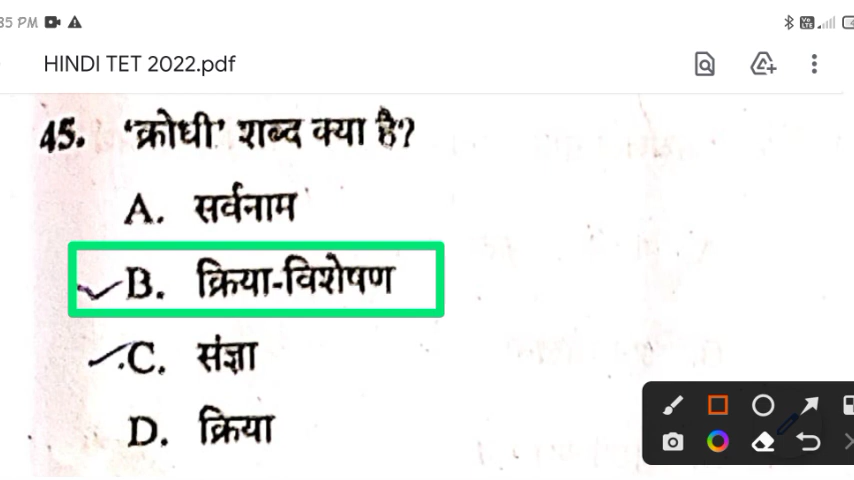 35 PM
HINDI TET 2022.pdf
45. 'क्रोधी' शब्द क्या है?
A. सर्वनाम
B. क्रिया-विशेषण
C. संज्ञा
D. क्रिया